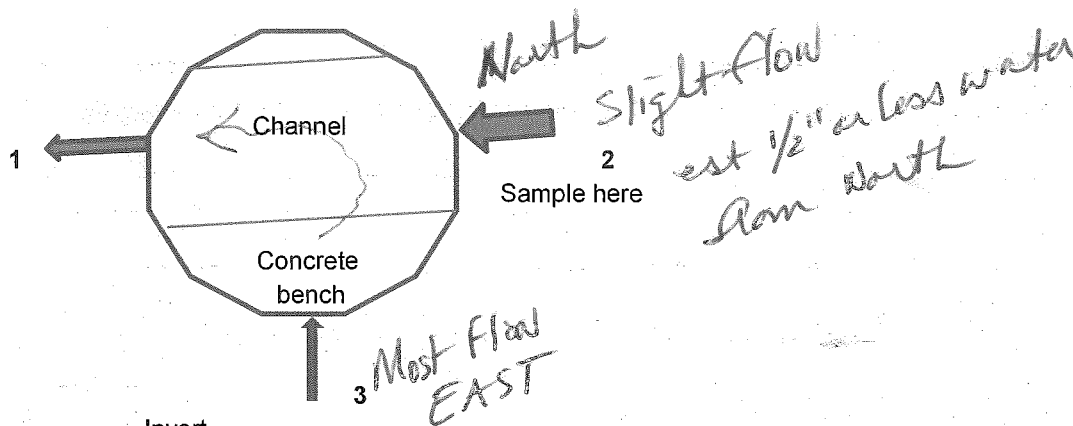 North
Slight flow
est 1/2" or less water
from North
Channel
1
2
Sample here
Concrete
bench
3
Most Flow
EAST
Invert